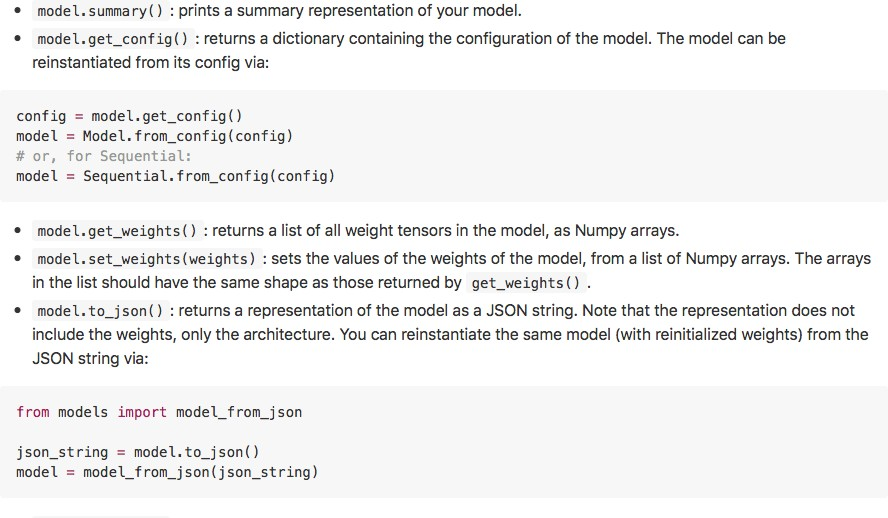 • model.summary() : prints a summary representation of your model.
• model.get_config() : returns a dictionary containing the configuration of the model. The model can be
reinstantiated from its config via:
config = model.get_config()
model = Model.from_config(config)
# or, for Sequential:
model = Sequential.from_config(config)
• model.get_weights() : returns a list of all weight tensors in the model, as Numpy arrays.
• model.set_weights(weights) : sets the values of the weights of the model, from a list of Numpy arrays. The arrays
in the list should have the same shape as those returned by get_weights() .
• model.to_json() : returns a representation of the model as a JSON string. Note that the representation does not
include the weights, only the architecture. You can reinstantiate the same model (with reinitialized weights) from the
JSON string via:
from models import model_from_json
json_string = model.to_json()
model = model_from_json(json_string)